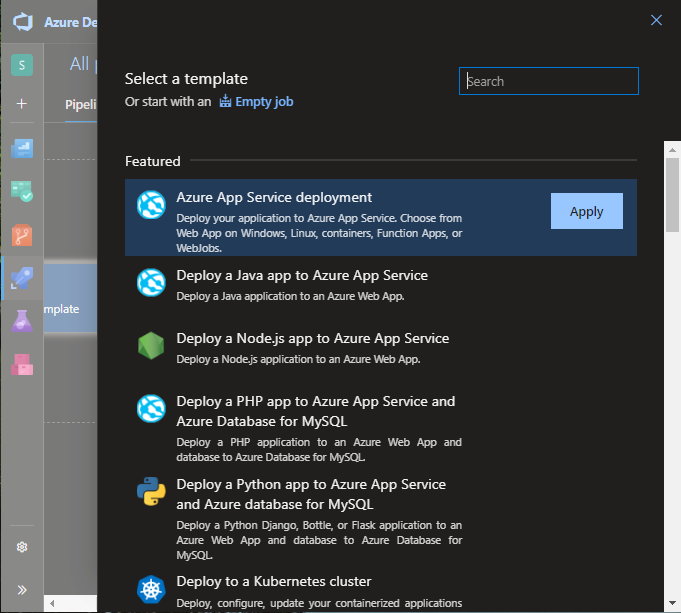 Azure De
S
All p
Select a template
Search
Or start with an Empty job
Pipeli
Featured
Azure App Service deployment
Deploy your application to Azure App Service. Choose from
Web App on Windows, Linux, containers, Function Apps, or
WebJobs.
Apply
Deploy a Java app to Azure App Service
Deploy a Java application to an Azure Web App.
mplate
Deploy a Node.js app to Azure App Service
Deploy a Node.js application to an Azure Web App.
Deploy a PHP app to Azure App Service and
Azure Database for MySQL
Deploy a PHP application to an Azure Web App and
database to Azure Database for MySQL.
Deploy a Python app to Azure App Service
and Azure database for MySQL
Deploy a Python Django, Bottle, or Flask application to an
Azure Web App and database to Azure Database for
MySQL.
Deploy to a Kubernetes cluster
Deploy, configure, update your containerized applications